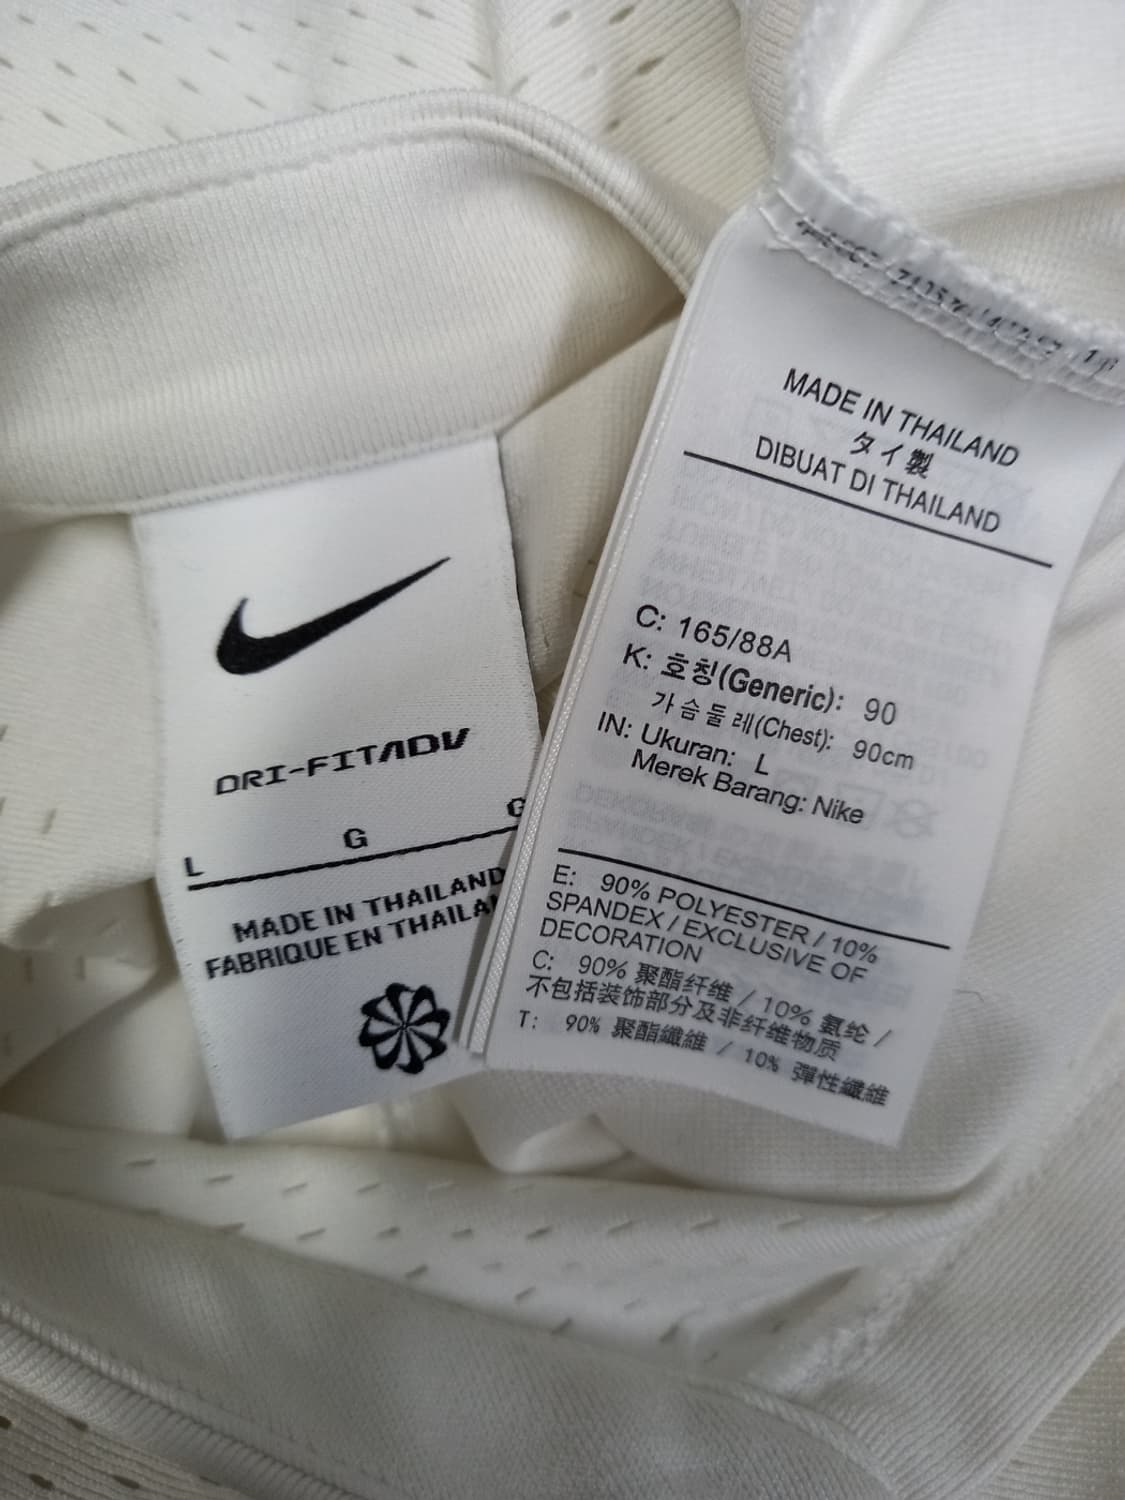 DRI-FITADV
L G G
MADE IN THAILAND
FABRIQUE EN THAILAN
MADE IN THAILAND
タイ製
DIBUAT DI THAILAND
C: 165/88A
K: 호칭(Generic): 90
가슴둘레(Chest): 90cm
IN: Ukuran: L
Merek Barang: Nike
E: 90% POLYESTER / 10%
SPANDEX / EXCLUSIVE OF
DECORATION
C: 90% 聚酯纤维 / 10% 氨纶 /
不包括装饰部分及非纤维物质
T: 90% 聚酯纖維 / 10% 彈性纖維